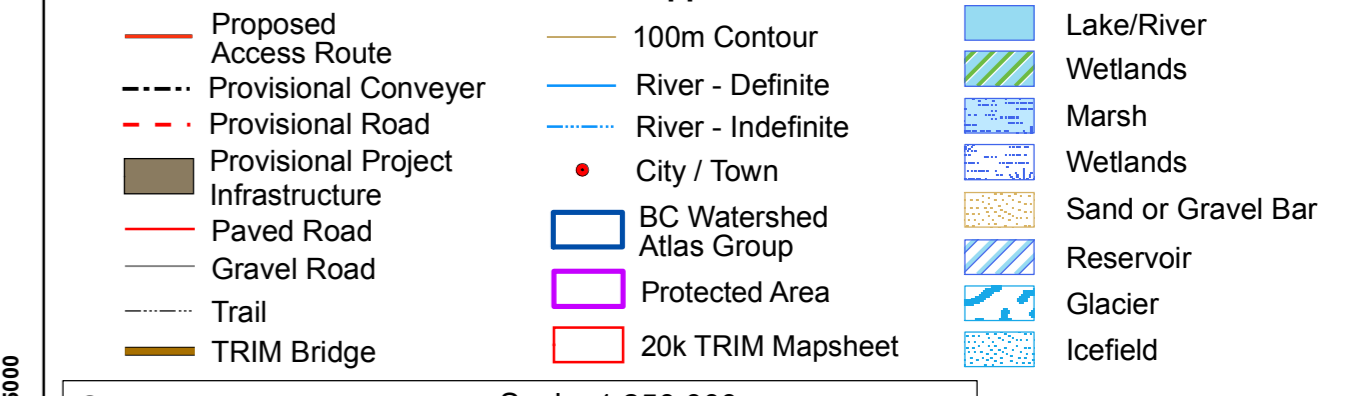 Proposed
Access Route
Provisional Conveyer
Provisional Road
Provisional Project
Infrastructure
Paved Road
Gravel Road
Trail
TRIM Bridge
100m Contour
River - Definite
River - Indefinite
City / Town
BC Watershed
Atlas Group
Protected Area
20k TRIM Mapsheet
Lake/River
Wetlands
Marsh
Wetlands
Sand or Gravel Bar
Reservoir
Glacier
Icefield